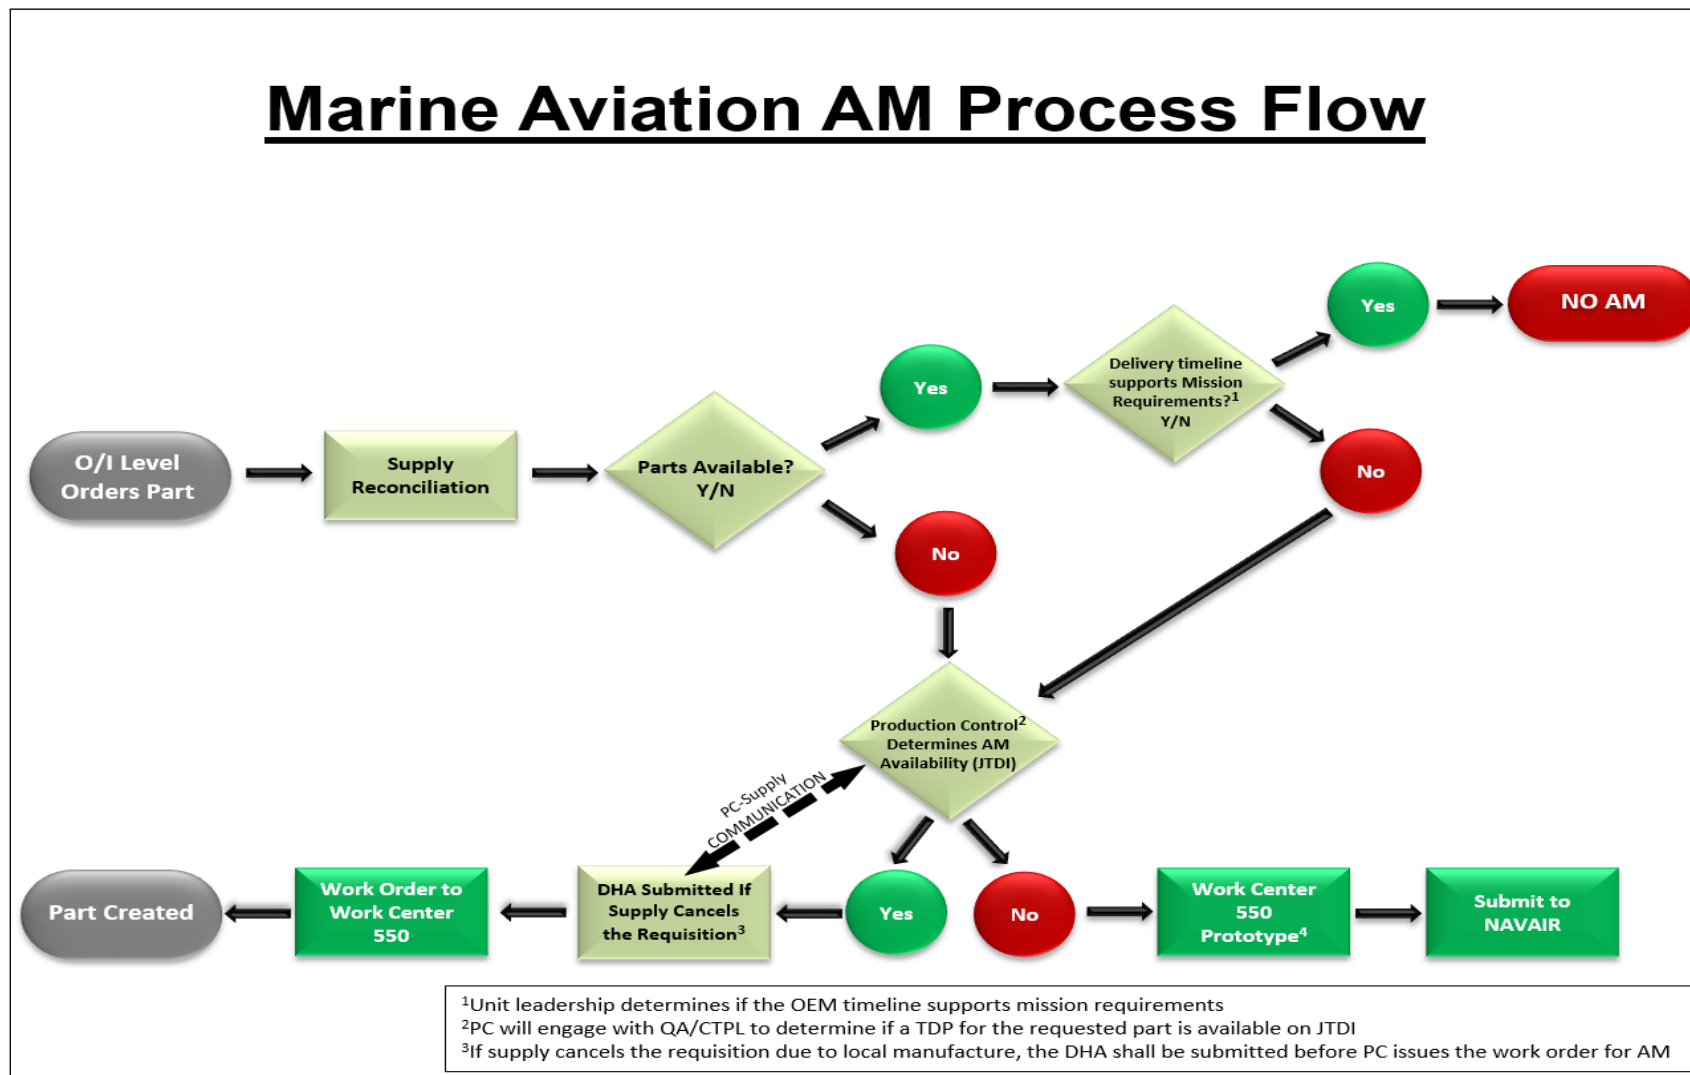 Marine Aviation AM Process Flow
O/I Level
Orders Part
Supply
Reconciliation
Parts Available?
Y/N
Yes
No
Delivery timeline
supports Mission
Requirements?¹
Y/N
Yes
NO AM
No
Production Control²
Determines AM
Availability (JTDI)
PC-Supply
COMMUNICATION
Yes
No
DHA Submitted If
Supply Cancels
the Requisition³
Work Order to
Work Center
550
Part Created
Work Center
550
Prototype⁴
Submit to
NAVAIR
¹Unit leadership determines if the OEM timeline supports mission requirements
²PC will engage with QA/CTPL to determine if a TDP for the requested part is available on JTDI
³If supply cancels the requisition due to local manufacture, the DHA shall be submitted before PC issues the work order for AM